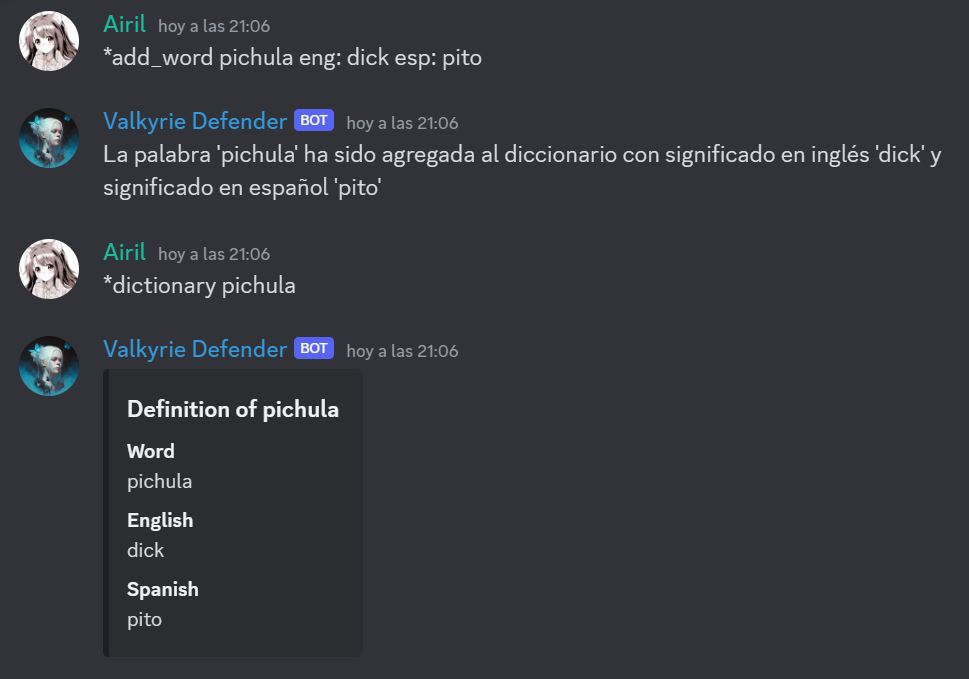 Airil hoy a las 21:06
*add_word pichula eng: dick esp: pito
Valkyrie Defender BOT hoy a las 21:06
La palabra 'pichula' ha sido agregada al diccionario con significado en inglés 'dick' y
significado en español 'pito'
Airil hoy a las 21:06
*dictionary pichula
Valkyrie Defender BOT hoy a las 21:06
Definition of pichula
Word
pichula
English
dick
Spanish
pito